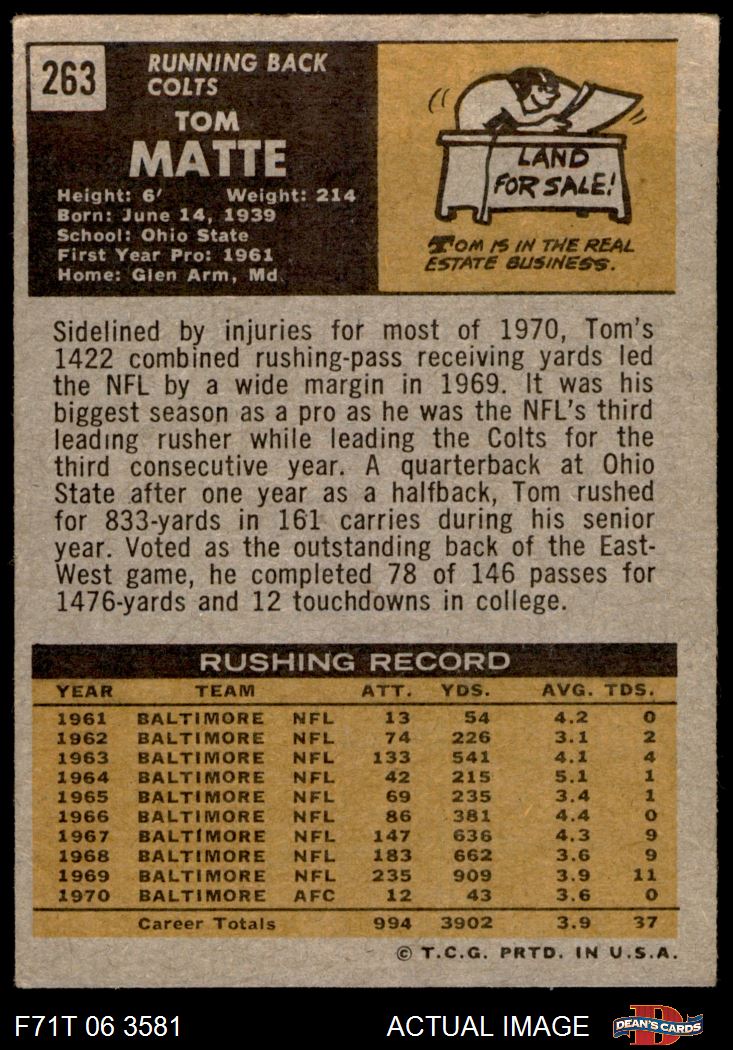 263
RUNNING BACK
COLTS
TOM
MATTE
Height: 6' Weight: 214
Born: June 14, 1939
School: Ohio State
First Year Pro: 1961
Home: Glen Arm, Md.
LAND
FOR SALE!
TOM IS IN THE REAL
ESTATE BUSINESS.
Sidelined by injuries for most of 1970, Tom's
1422 combined rushing-pass receiving yards led
the NFL by a wide margin in 1969. It was his
biggest season as a pro as he was the NFL's third
leading rusher while leading the Colts for the
third consecutive year. A quarterback at Ohio
State after one year as a halfback, Tom rushed
for 833-yards in 161 carries during his senior
year. Voted as the outstanding back of the East-
West game, he completed 78 of 146 passes for
1476-yards and 12 touchdowns in college.
RUSHING RECORD
YEAR TEAM ATT. YDS. AVG. TDS.
1961 BALTIMORE NFL 13 54 4.2 0
1962 BALTIMORE NFL 74 226 3.1 2
1963 BALTIMORE NFL 133 541 4.1 4
1964 BALTIMORE NFL 42 215 5.1 1
1965 BALTIMORE NFL 69 235 3.4 1
1966 BALTIMORE NFL 86 381 4.4 0
1967 BALTIMORE NFL 147 636 4.3 9
1968 BALTIMORE NFL 183 662 3.6 9
1969 BALTIMORE NFL 235 909 3.9 11
1970 BALTIMORE AFC 12 43 3.6 0
Career Totals 994 3902 3.9 37
© T.C.G. PRTD. IN U.S.A.
F71T 06 3581 ACTUAL IMAGE D DEAN'S CARDS